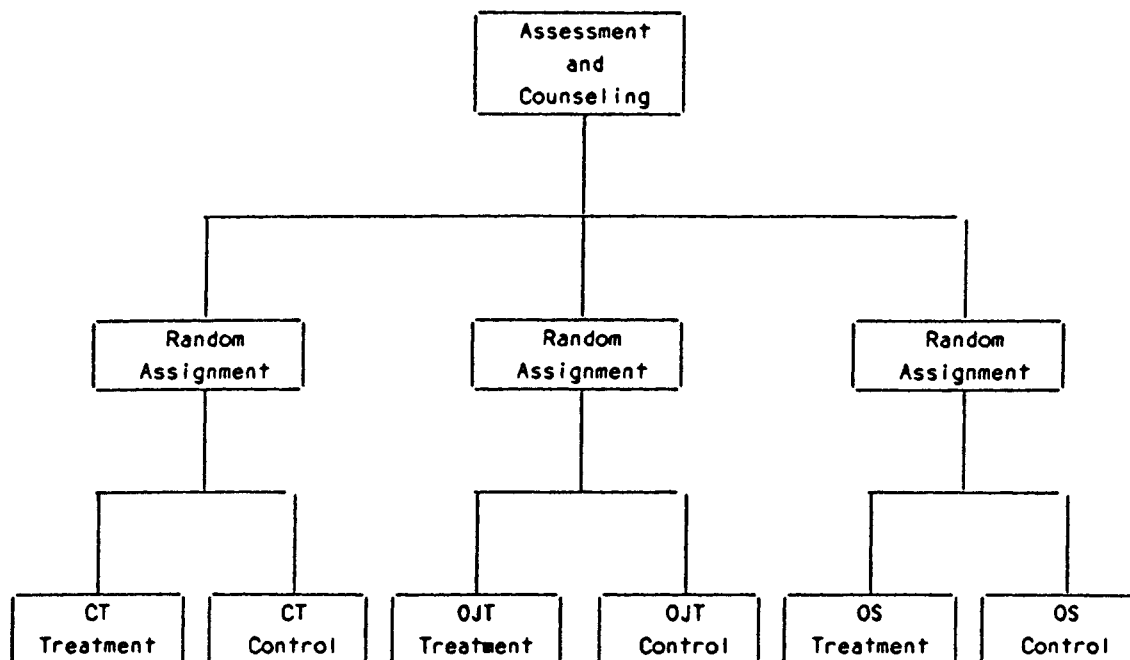 Assessment
and
Counseling
Random
Assignment
Random
Assignment
Random
Assignment
CT
Treatment
CT
Control
OJT
Treatment
OJT
Control
OS
Treatment
OS
Control